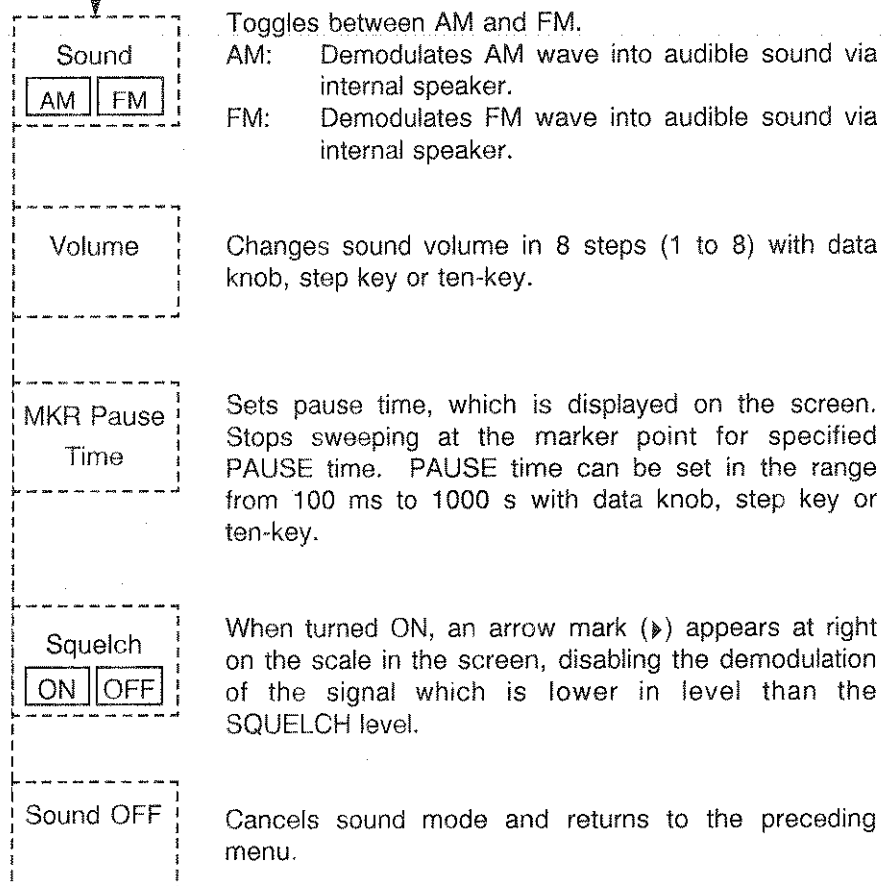 Sound
AM FM
Toggles between AM and FM.
AM: Demodulates AM wave into audible sound via
internal speaker.
FM: Demodulates FM wave into audible sound via
internal speaker.
Volume
Changes sound volume in 8 steps (1 to 8) with data
knob, step key or ten-key.
MKR Pause
Time
Sets pause time, which is displayed on the screen.
Stops sweeping at the marker point for specified
PAUSE time. PAUSE time can be set in the range
from 100 ms to 1000 s with data knob, step key or
ten-key.
Squelch
ON OFF
When turned ON, an arrow mark (▶) appears at right
on the scale in the screen, disabling the demodulation
of the signal which is lower in level than the
SQUELCH level.
Sound OFF
Cancels sound mode and returns to the preceding
menu.